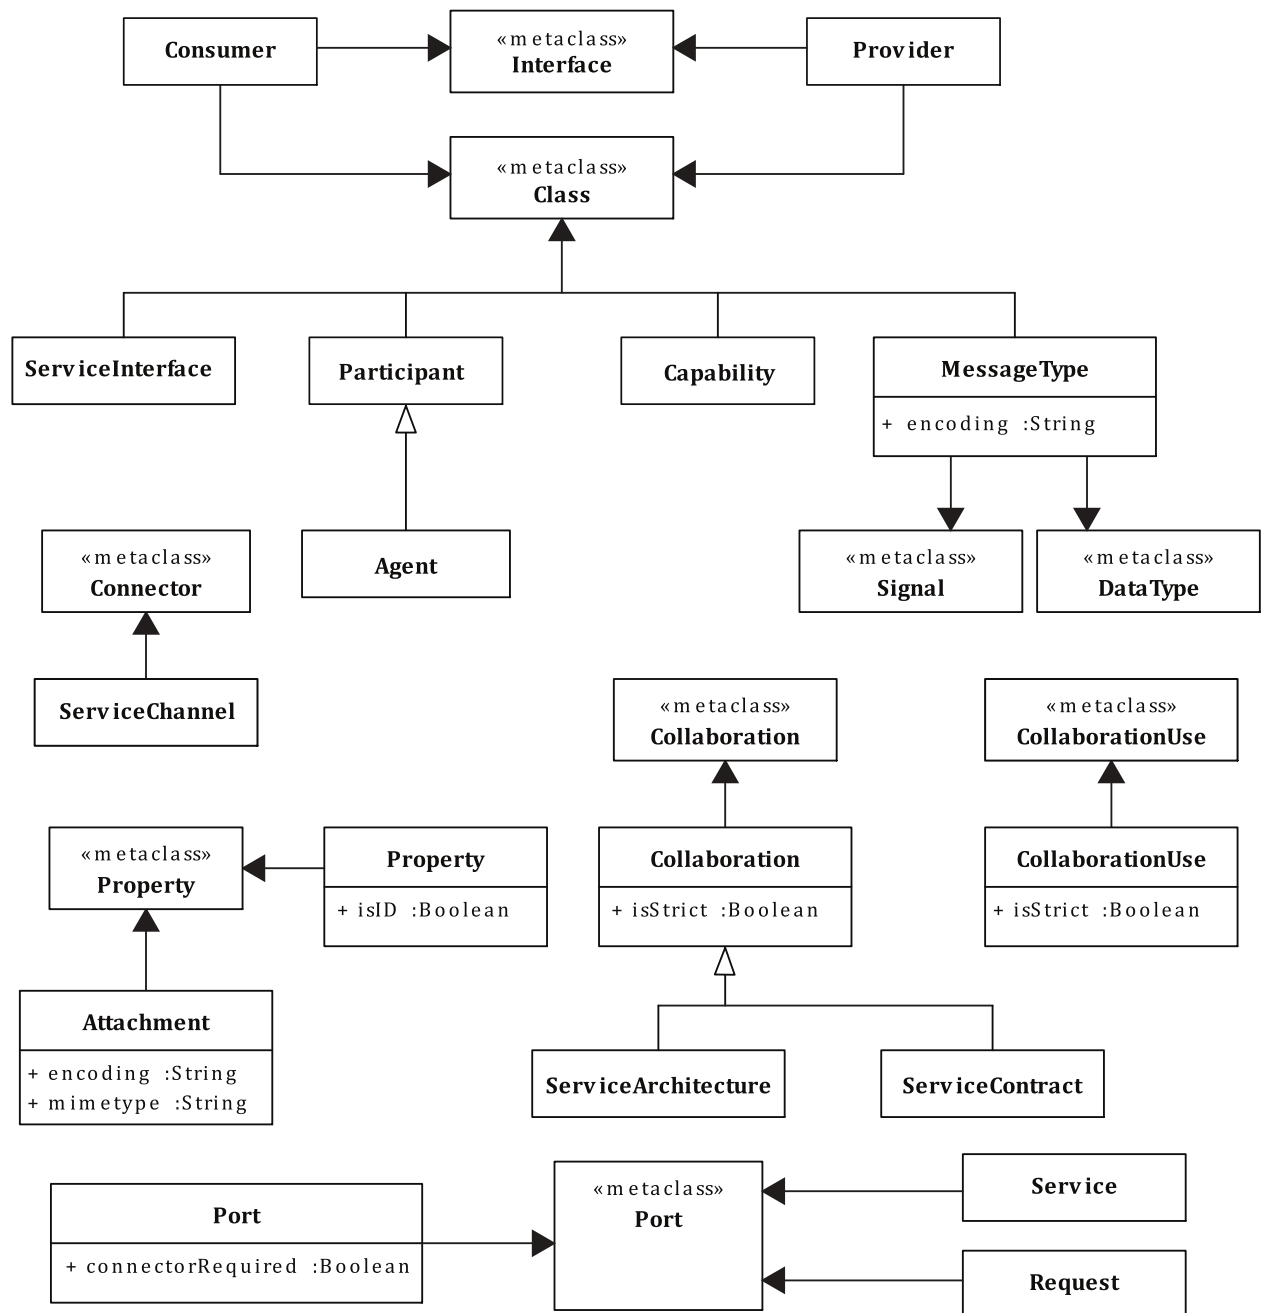 Consumer
«metaclass»
Interface
Provider
«metaclass»
Class
ServiceInterface
Participant
Capability
MessageType
+ encoding :String
Agent
«metaclass»
Connector
«metaclass»
Signal
«metaclass»
DataType
ServiceChannel
«metaclass»
Collaboration
«metaclass»
CollaborationUse
«metaclass»
Property
Property
+ isID :Boolean
Collaboration
+ isStrict :Boolean
CollaborationUse
+ isStrict :Boolean
Attachment
+ encoding :String
+ mimetype :String
ServiceArchitecture
ServiceContract
Port
+ connectorRequired :Boolean
«metaclass»
Port
Service
Request